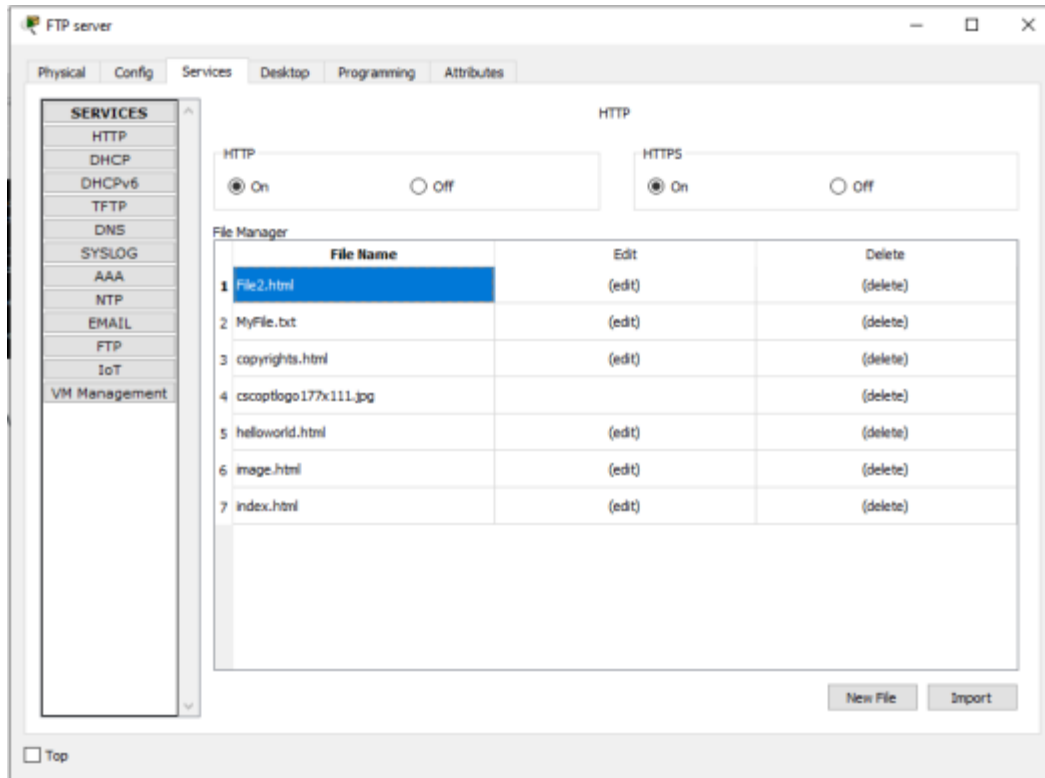 FTP server
Physical Config Services Desktop Programming Attributes
SERVICES
HTTP
DHCP
DHCPv6
TFTP
DNS
SYSLOG
AAA
NTP
EMAIL
FTP
IoT
VM Management
HTTP
HTTP
On Off
HTTPS
On Off
File Manager
File Name Edit Delete
1 File2.html (edit) (delete)
2 MyFile.txt (edit) (delete)
3 copyrights.html (edit) (delete)
4 cscoptlogo177x111.jpg (delete)
5 helloworld.html (edit) (delete)
6 image.html (edit) (delete)
7 index.html (edit) (delete)
New File Import
Top